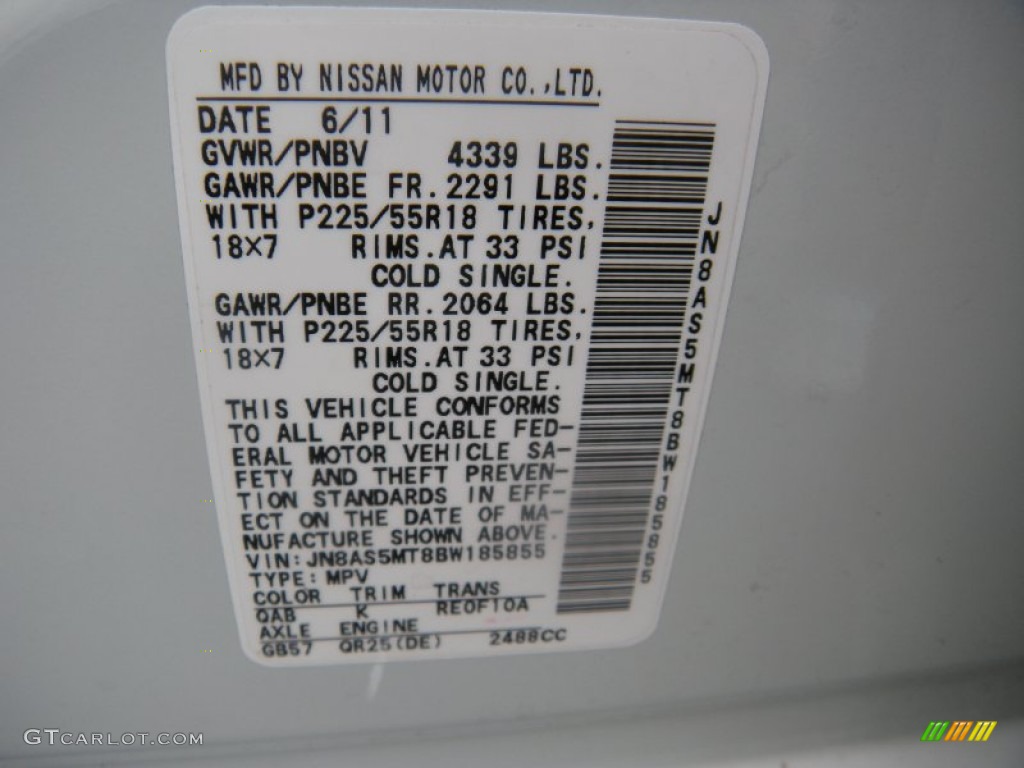 MFD BY NISSAN MOTOR CO.,LTD.
DATE 6/11
GVWR/PNBV 4339 LBS.
GAWR/PNBE FR. 2291 LBS.
WITH P225/55R18 TIRES,
18×7 RIMS. AT 33 PSI
COLD SINGLE.
GAWR/PNBE RR. 2064 LBS.
WITH P225/55R18 TIRES,
18×7 RIMS. AT 33 PSI
COLD SINGLE.
THIS VEHICLE CONFORMS
TO ALL APPLICABLE FED-
ERAL MOTOR VEHICLE SA-
FETY AND THEFT PREVEN-
TION STANDARDS IN EFF-
ECT ON THE DATE OF MA-
NUFACTURE SHOWN ABOVE.
VIN: JN8AS5MT8BW185855
TYPE: MPV
COLOR TRIM TRANS
QAB K RE0F10A
AXLE ENGINE
GB57 QR25(DE) 2488CC
JN8AS5MT8BW185855
GTCARLOT.COM